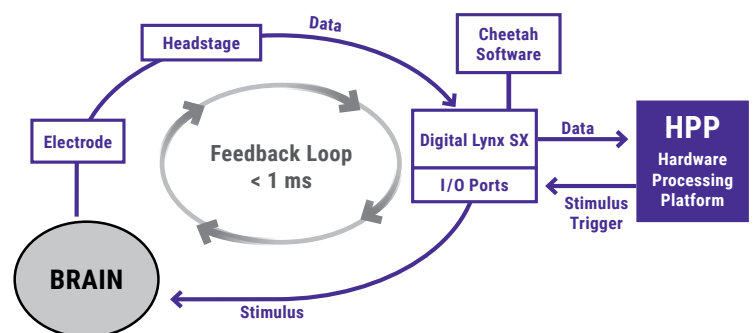 Headstage
Data
Cheetah
Software
Electrode
Feedback Loop
< 1 ms
Digital Lynx SX
I/O Ports
Data
HPP
Hardware
Processing
Platform
Stimulus
Trigger
BRAIN
Stimulus